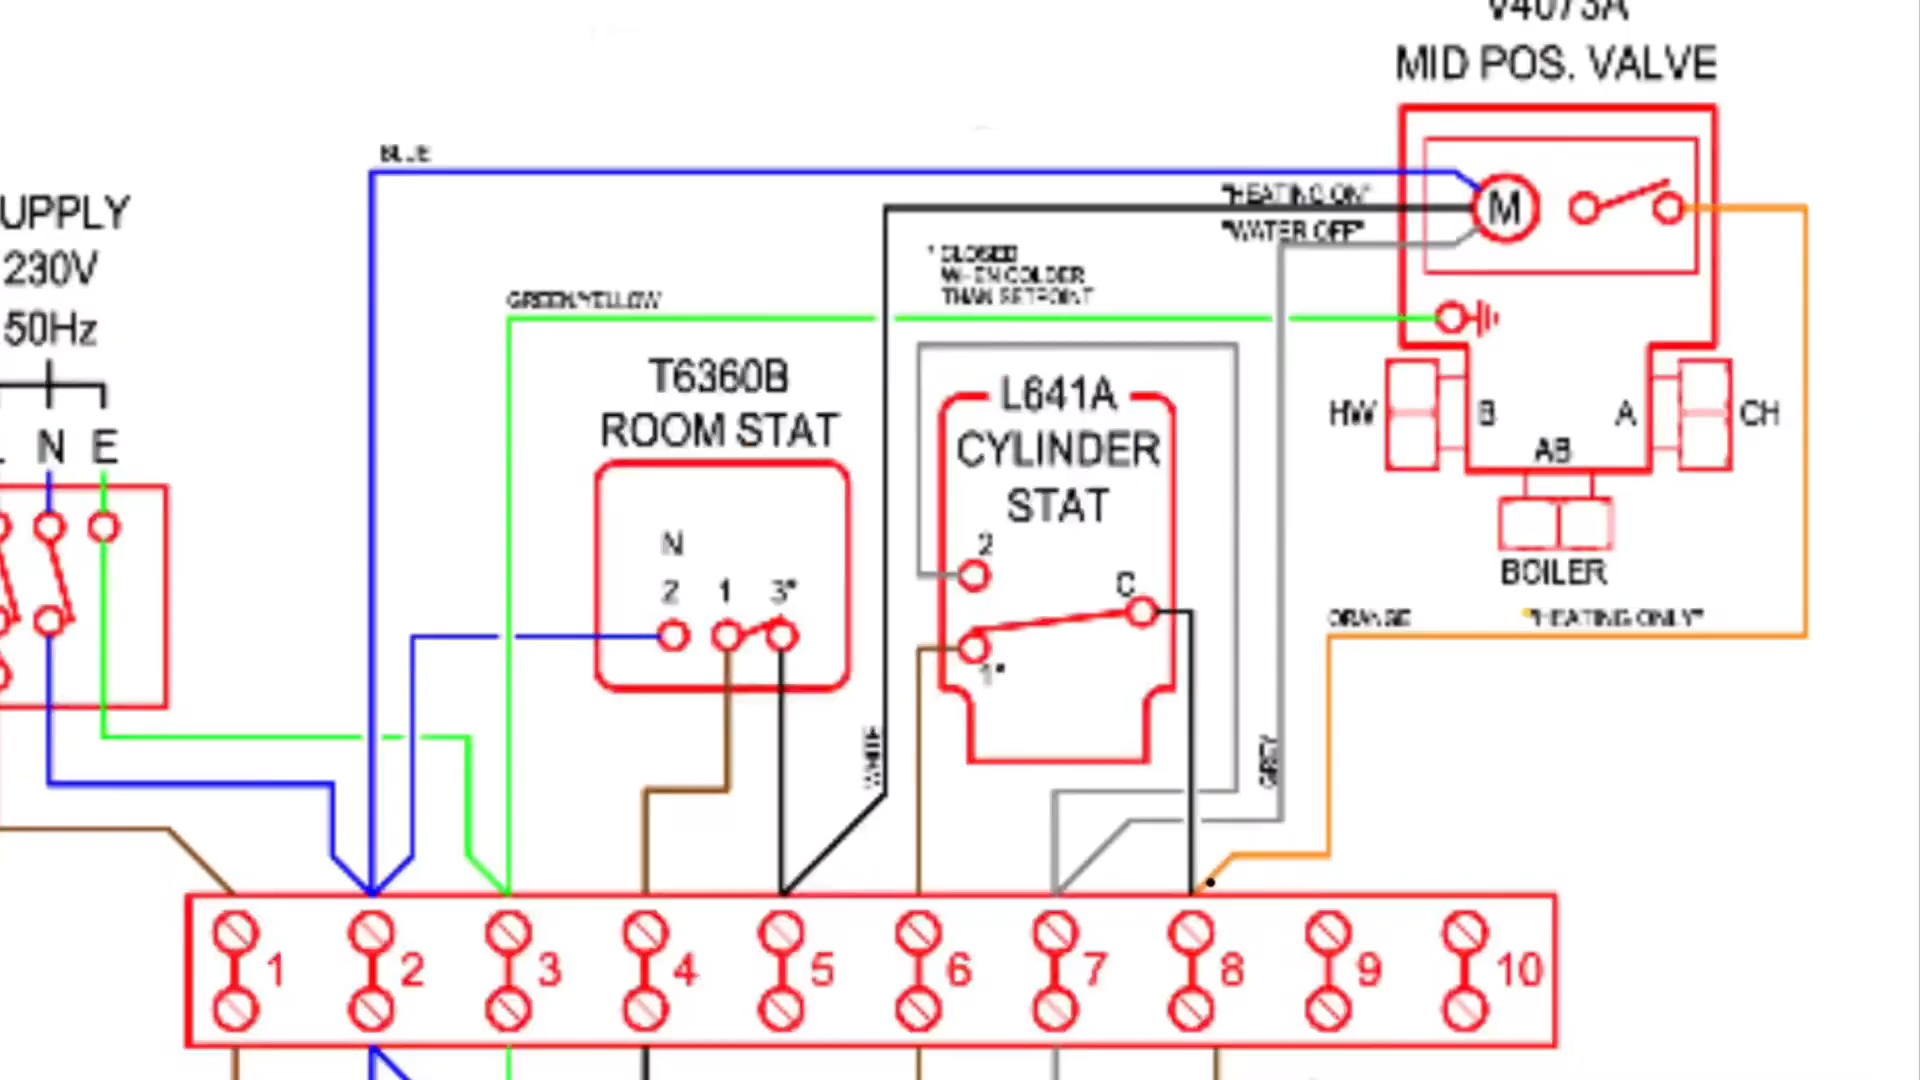 V4073A
MID POS. VALVE
BLUE
UPPLY
230V
50Hz
N E
"HEATING ON"
"WATER OFF"
M
* CLOSED
WHEN COLDER
THAN SETPOINT
GREEN/YELLOW
T6360B
ROOM STAT
N
2 1 3*
L641A
CYLINDER
STAT
2
C
1*
HW
B
A
CH
AB
BOILER
ORANGE
"HEATING ONLY"
WHITE
GREY
1 2 3 4 5 6 7 8 9 10